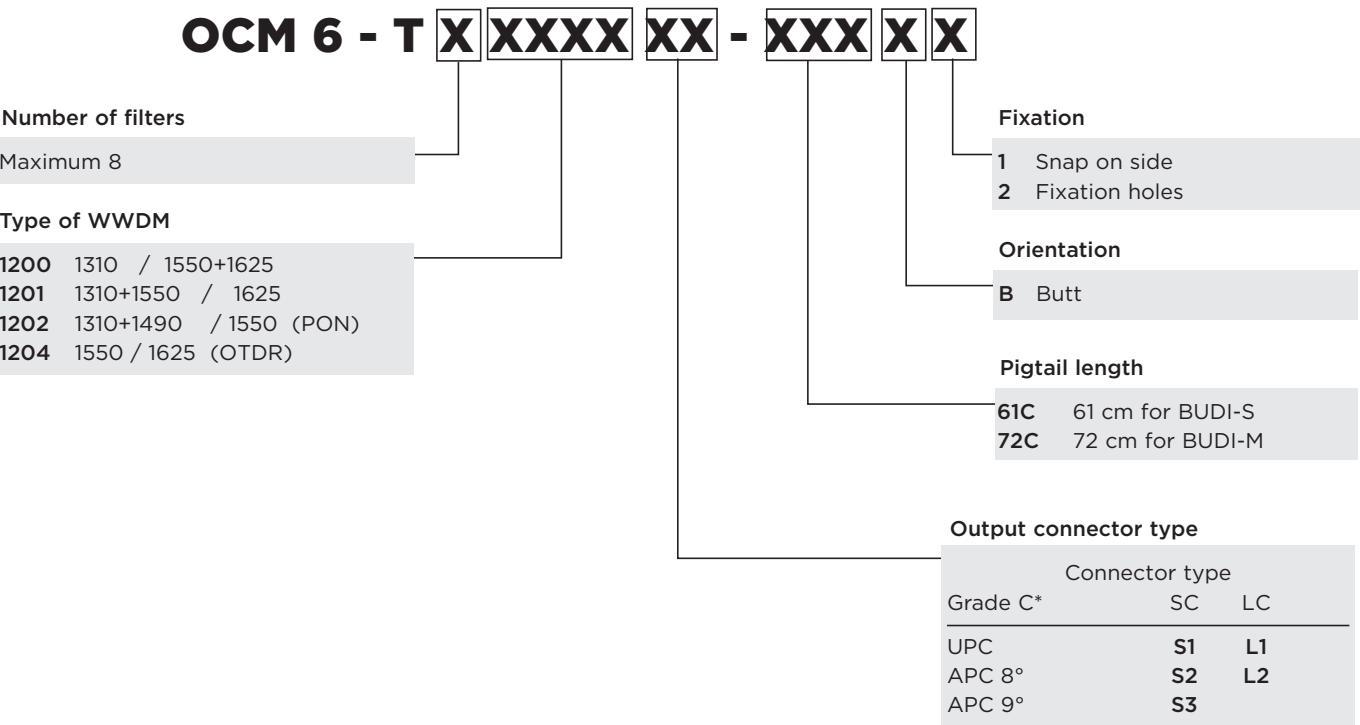 OCM 6 - T X XXXX XX - XXX X X
Number of filters
Maximum 8
Type of WWDM
1200 1310 / 1550+1625
1201 1310+1550 / 1625
1202 1310+1490 / 1550 (PON)
1204 1550 / 1625 (OTDR)
Fixation
1 Snap on side
2 Fixation holes
Orientation
B Butt
Pigtail length
61C 61 cm for BUDI-S
72C 72 cm for BUDI-M
Output connector type
Connector type
Grade C* SC LC
UPC S1 L1
APC 8° S2 L2
APC 9° S3